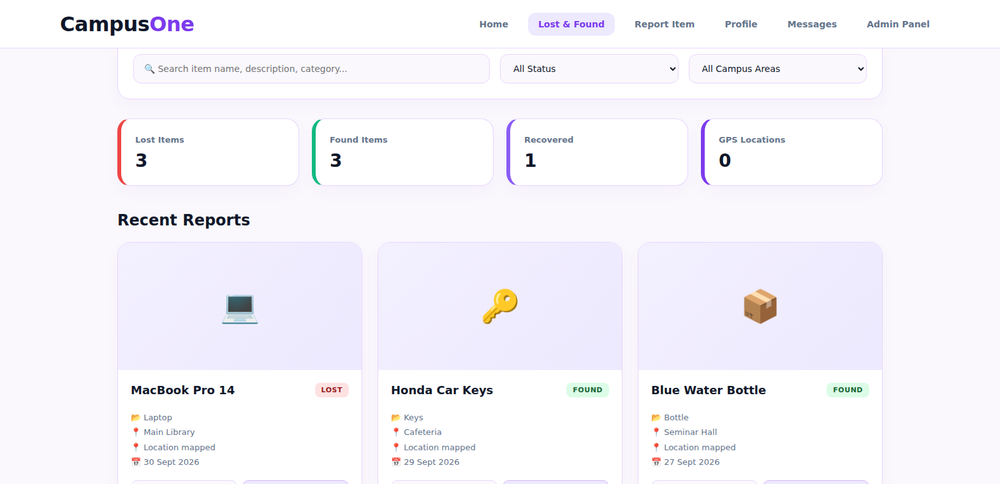 CampusOne
Home Lost & Found Report Item Profile Messages Admin Panel
🔍 Search item name, description, category... All Status All Campus Areas
Lost Items Found Items Recovered GPS Locations
3 3 1 0
Recent Reports
MacBook Pro 14 LOST Honda Car Keys FOUND Blue Water Bottle FOUND
📂 Laptop 📂 Keys 📂 Bottle
📍 Main Library 📍 Cafeteria 📍 Seminar Hall
📍 Location mapped 📍 Location mapped 📍 Location mapped
📅 30 Sept 2026 📅 29 Sept 2026 📅 27 Sept 2026